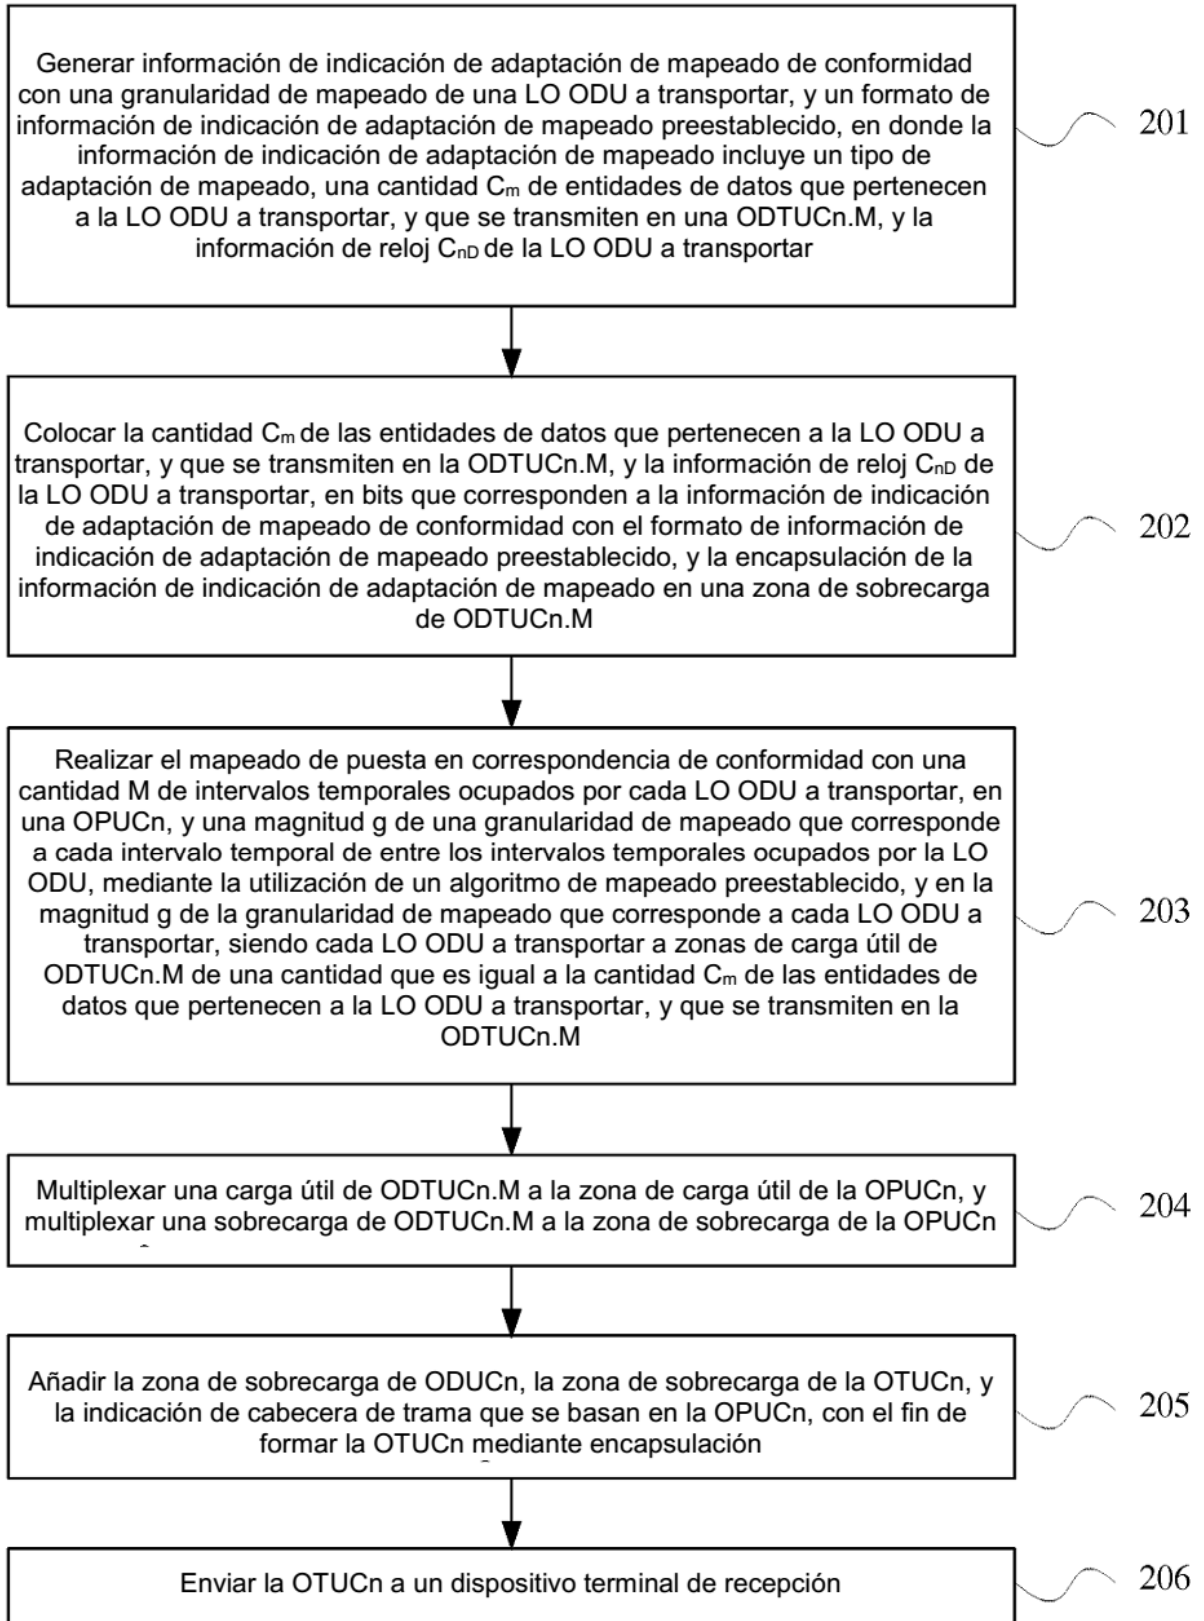 Generar información de indicación de adaptación de mapeado de conformidad
con una granularidad de mapeado de una LO ODU a transportar, y un formato de
información de indicación de adaptación de mapeado preestablecido, en donde la
información de indicación de adaptación de mapeado incluye un tipo de
adaptación de mapeado, una cantidad Cm de entidades de datos que pertenecen
a la LO ODU a transportar, y que se transmiten en una ODTUCn.M, y la
información de reloj CnD de la LO ODU a transportar
201
Colocar la cantidad Cm de las entidades de datos que pertenecen a la LO ODU a
transportar, y que se transmiten en la ODTUCn.M, y la información de reloj CnD de
la LO ODU a transportar, en bits que corresponden a la información de indicación
de adaptación de mapeado de conformidad con el formato de información de
indicación de adaptación de mapeado preestablecido, y la encapsulación de la
información de indicación de adaptación de mapeado en una zona de sobrecarga
de ODTUCn.M
202
Realizar el mapeado de puesta en correspondencia de conformidad con una
cantidad M de intervalos temporales ocupados por cada LO ODU a transportar, en
una OPUCn, y una magnitud g de una granularidad de mapeado que corresponde
a cada intervalo temporal de entre los intervalos temporales ocupados por la LO
ODU, mediante la utilización de un algoritmo de mapeado preestablecido, y en la
magnitud g de la granularidad de mapeado que corresponde a cada LO ODU a
transportar, siendo cada LO ODU a transportar a zonas de carga útil de
ODTUCn.M de una cantidad que es igual a la cantidad Cm de las entidades de
datos que pertenecen a la LO ODU a transportar, y que se transmiten en la
ODTUCn.M
203
Multiplexar una carga útil de ODTUCn.M a la zona de carga útil de la OPUCn, y
multiplexar una sobrecarga de ODTUCn.M a la zona de sobrecarga de la OPUCn
204
Añadir la zona de sobrecarga de ODUCn, la zona de sobrecarga de la OTUCn, y
la indicación de cabecera de trama que se basan en la OPUCn, con el fin de
formar la OTUCn mediante encapsulación
205
Enviar la OTUCn a un dispositivo terminal de recepción
206